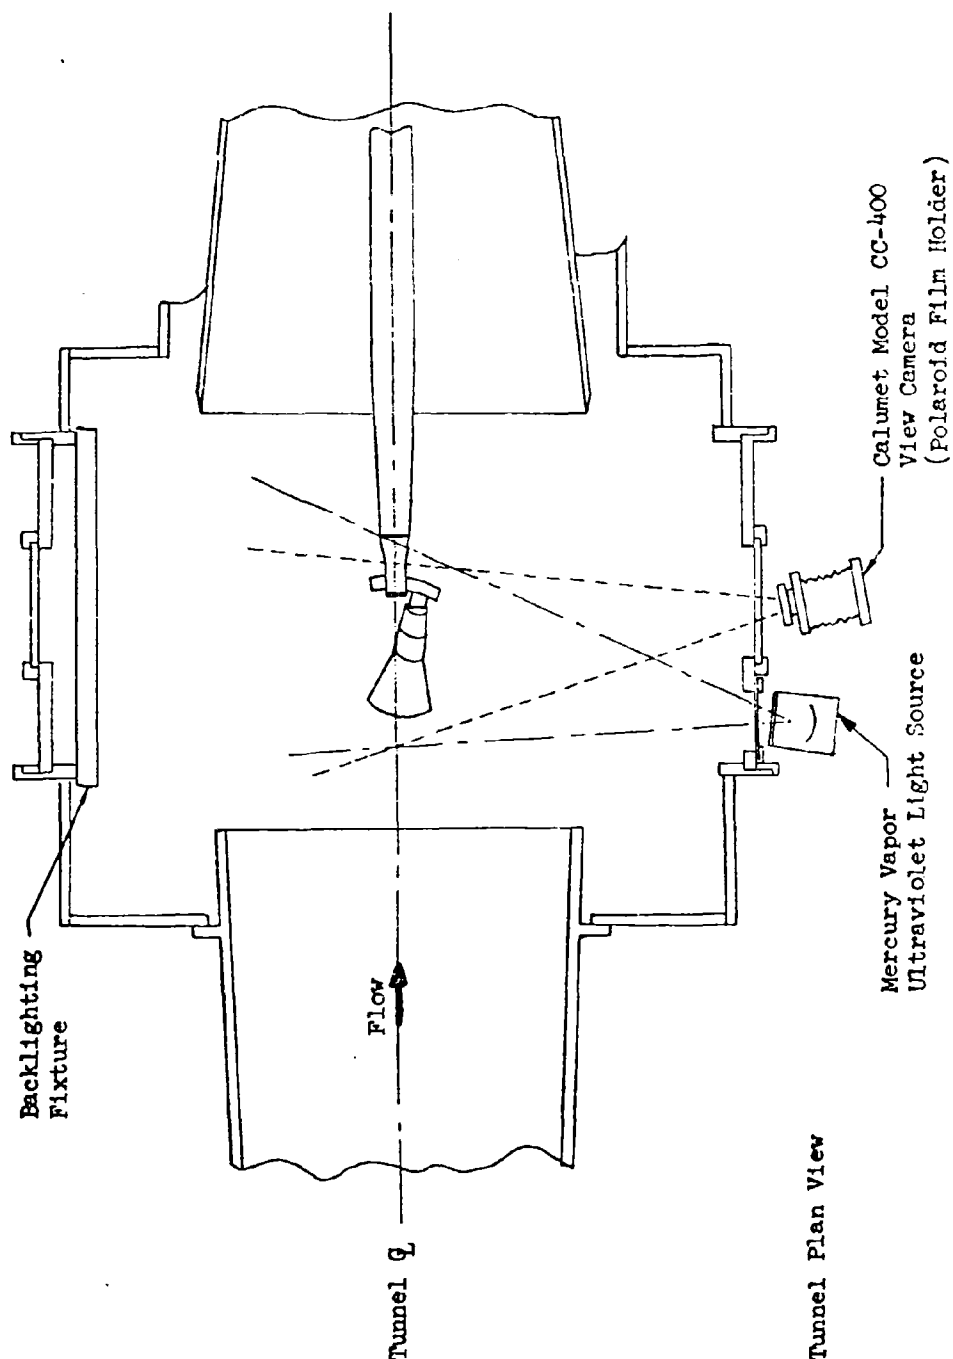 Backlighting
Fixture
Flow
Tunnel ℄
Calumet Model CC-400
View Camera
(Polaroid Film Holder)
Mercury Vapor
Ultraviolet Light Source
Tunnel Plan View